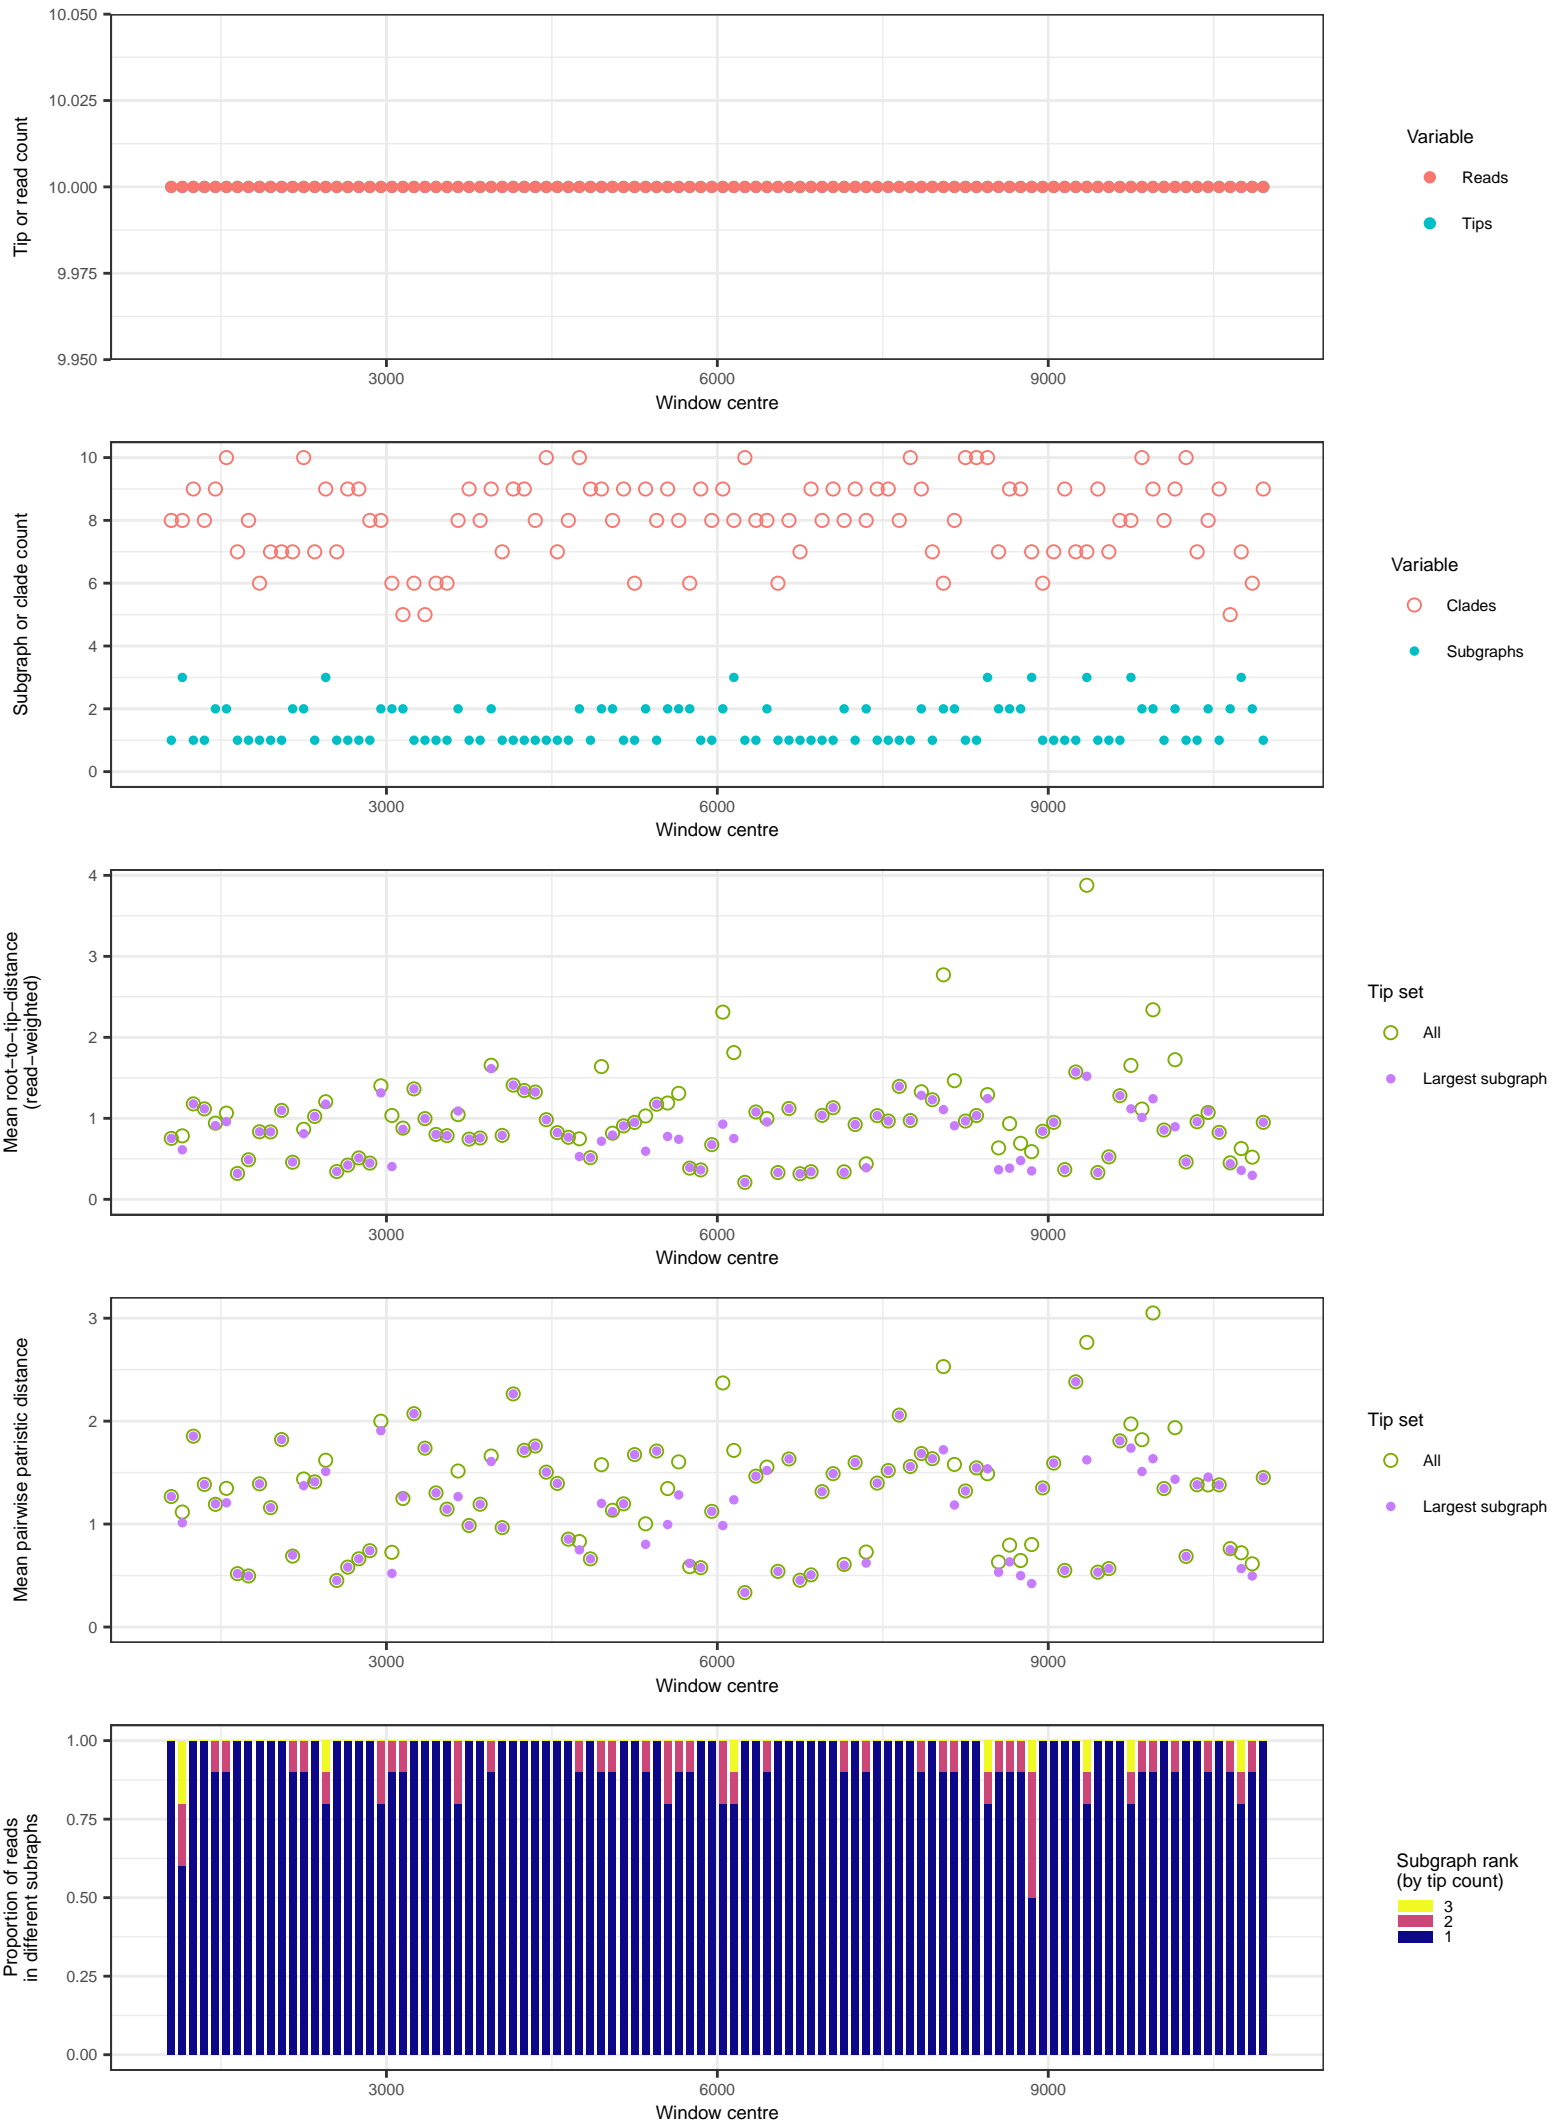 10.050
10.025
10.000
9.975
9.950
Tip or read count
3000
6000
9000
Window centre
Variable
Reads
Tips
10
8
6
4
2
0
Subgraph or clade count
3000
6000
9000
Window centre
Variable
Clades
Subgraphs
4
3
2
1
0
Mean root−to−tip−distance
(read−weighted)
3000
6000
9000
Window centre
Tip set
All
Largest subgraph
3
2
1
0
Mean pairwise patristic distance
3000
6000
9000
Window centre
Tip set
All
Largest subgraph
1.00
0.75
0.50
0.25
0.00
Proportion of reads
in different subraphs
3000
6000
9000
Window centre
Subgraph rank
(by tip count)
3
2
1